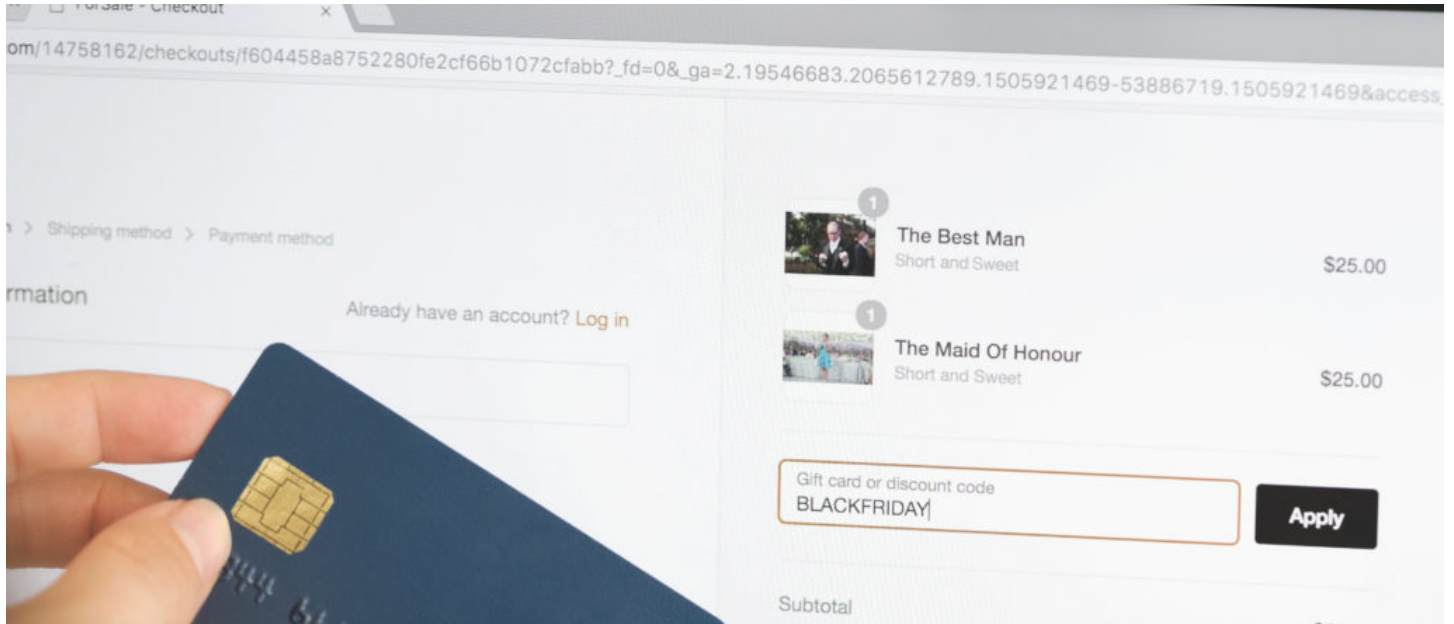 ForSale - Checkout ×
om/14758162/checkouts/f604458a8752280fe2cf66b1072cfabb?_fd=0&_ga=2.19546683.2065612789.1505921469-53886719.1505921469&access_
> Shipping method > Payment method
rmation
Already have an account? Log in
1
The Best Man
Short and Sweet
$25.00
1
The Maid Of Honour
Short and Sweet
$25.00
Gift card or discount code
BLACKFRIDAY
Apply
Subtotal